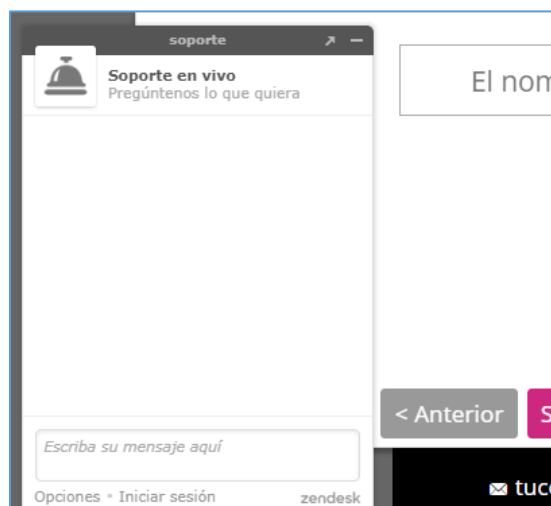 soporte
Soporte en vivo
Pregúntenos lo que quiera
El nom
< Anterior
S
Escriba su mensaje aquí
Opciones • Iniciar sesión
zendesk
tuco